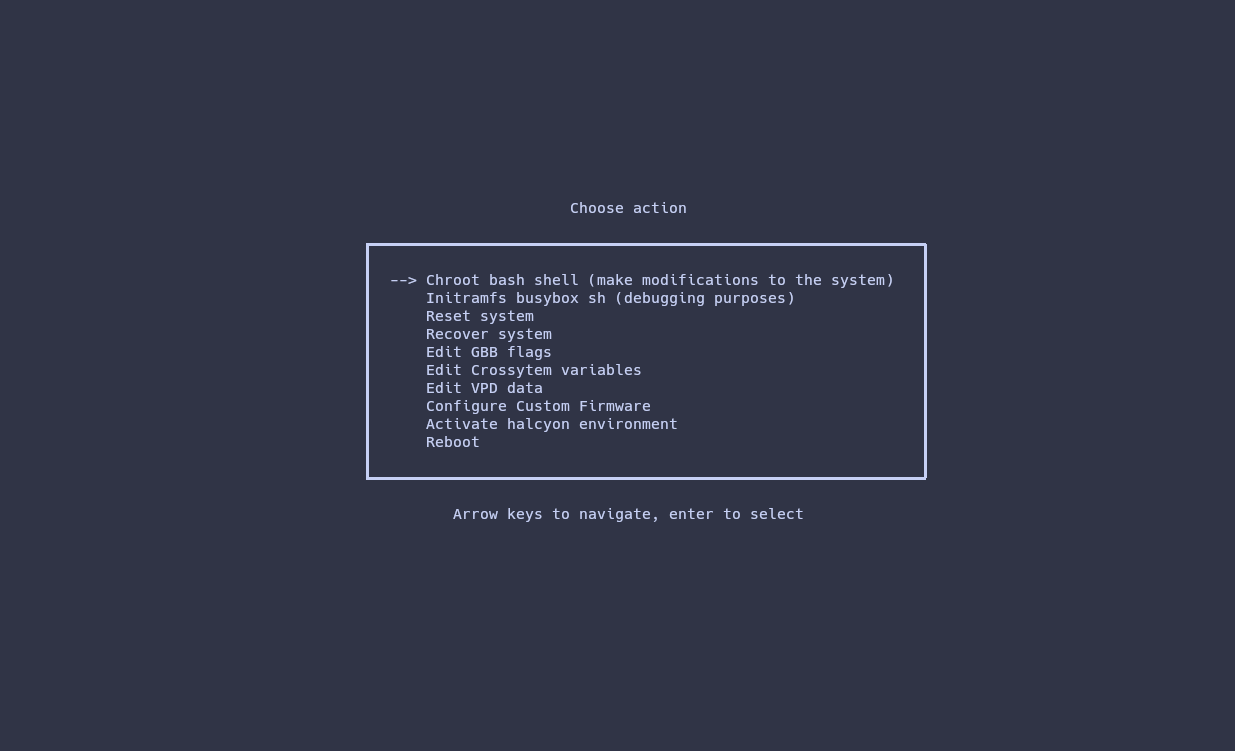 Choose action
--> Chroot bash shell (make modifications to the system)
Initramfs busybox sh (debugging purposes)
Reset system
Recover system
Edit GBB flags
Edit Crossytem variables
Edit VPD data
Configure Custom Firmware
Activate halcyon environment
Reboot
Arrow keys to navigate, enter to select